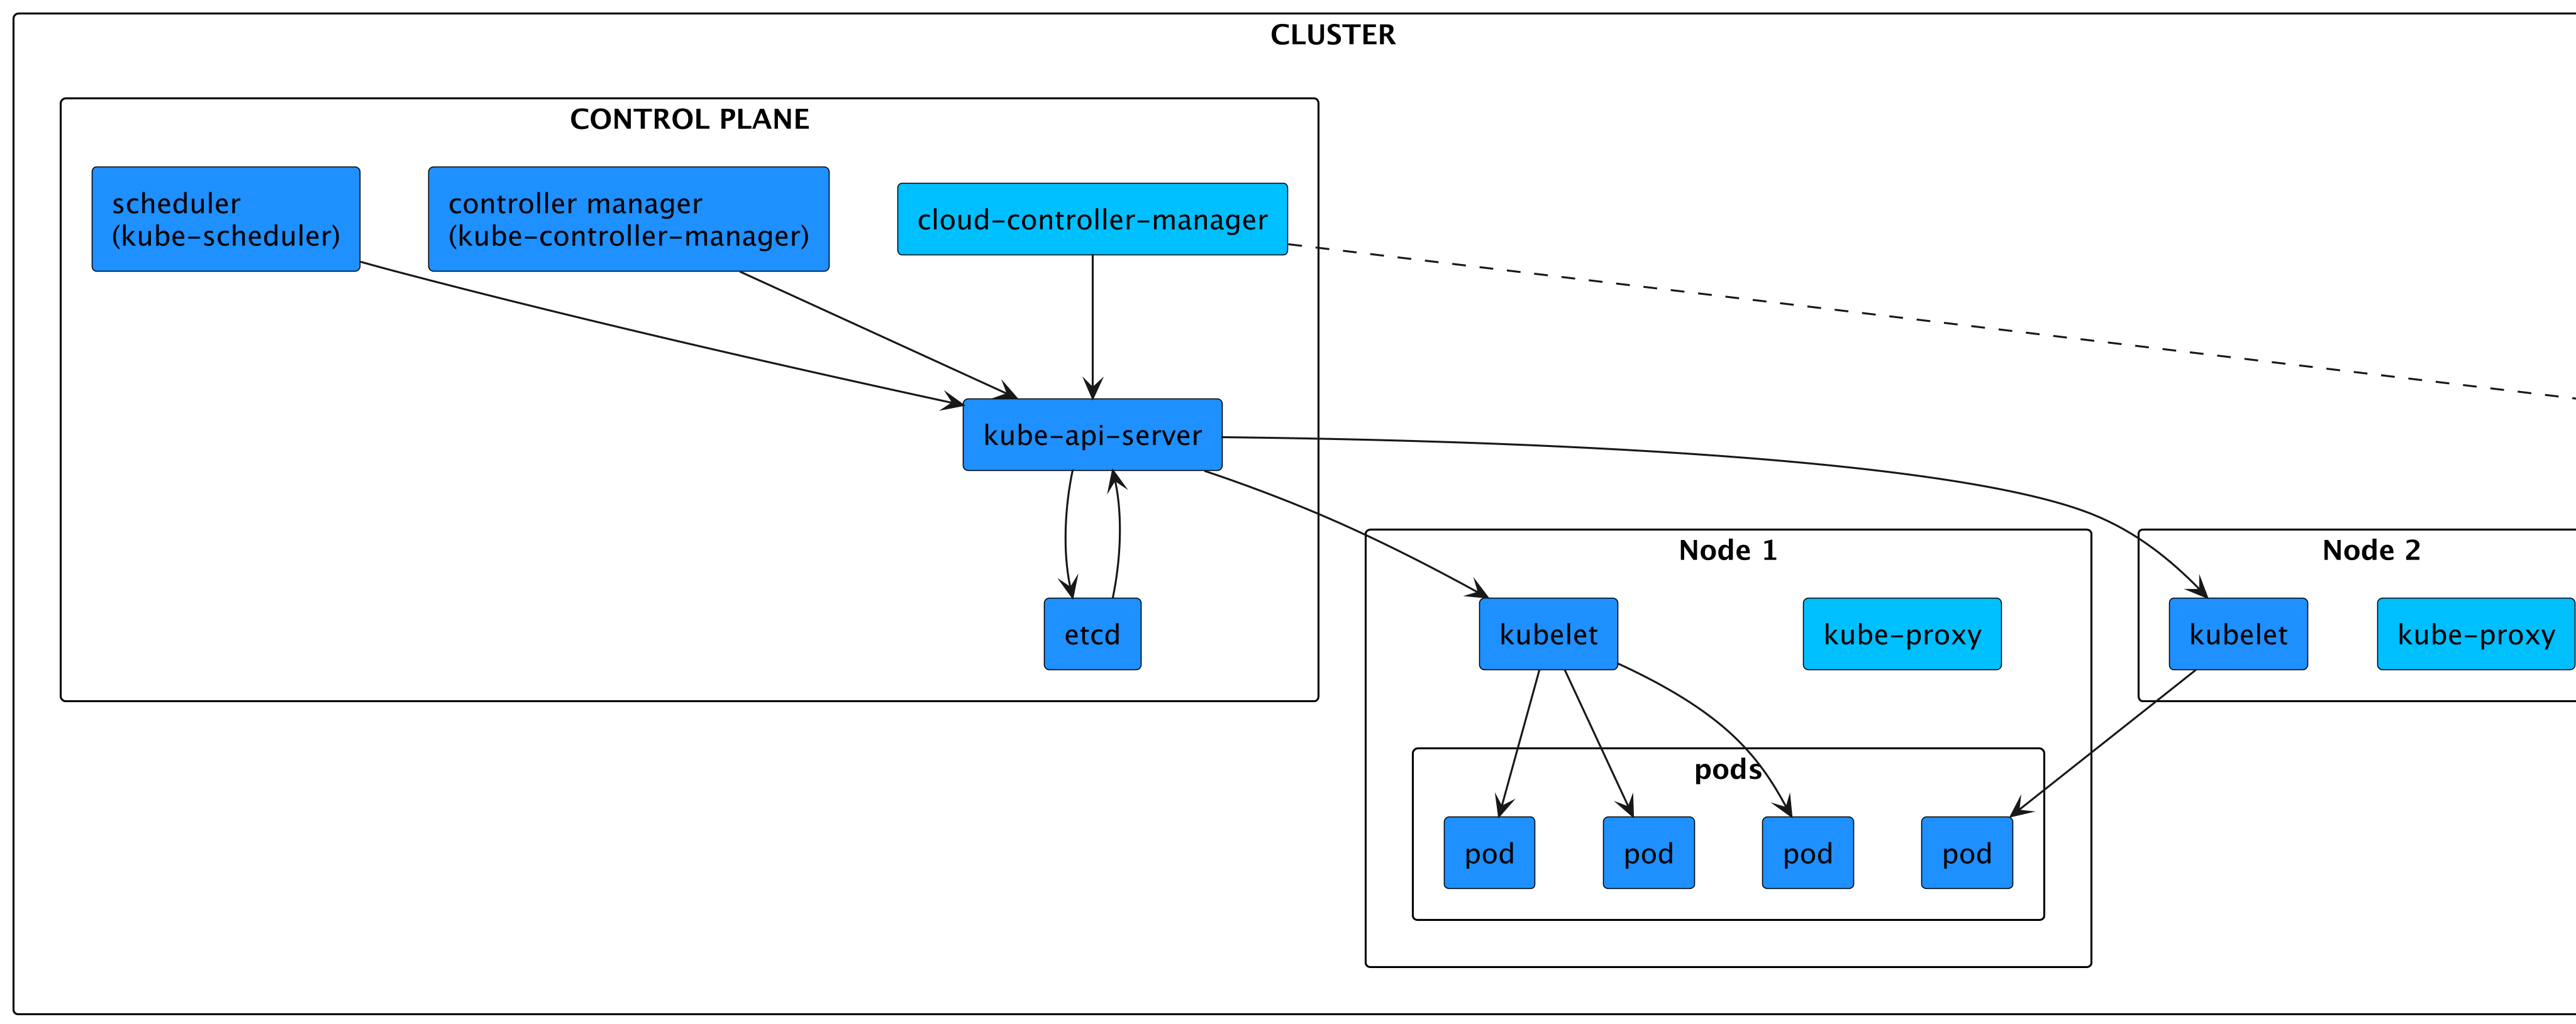 CLUSTER
CONTROL PLANE
scheduler
(kube-scheduler)
controller manager
(kube-controller-manager)
cloud-controller-manager
kube-api-server
etcd
Node 1
kubelet
kube-proxy
pods
pod
pod
pod
pod
Node 2
kubelet
kube-proxy